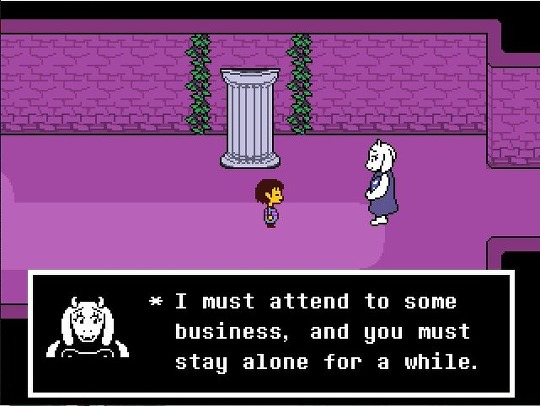 * I must attend to some
business, and you must
stay alone for a while.